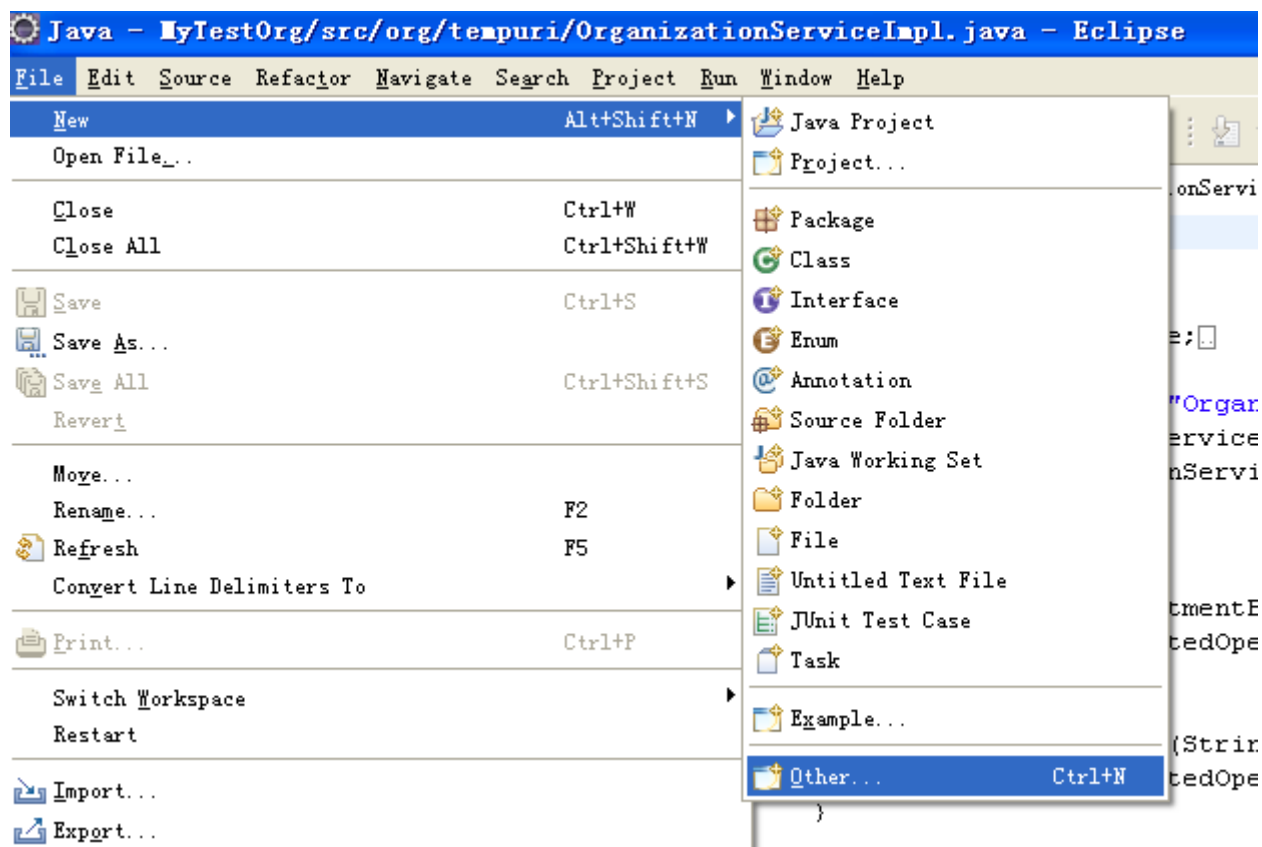 Java - MyTestOrg/src/org/tempuri/OrganizationServiceImpl.java - Eclipse
File Edit Source Refactor Navigate Search Project Run Window Help
New Alt+Shift+N
Open File...
Close Ctrl+W
Close All Ctrl+Shift+W
Save Ctrl+S
Save As...
Save All Ctrl+Shift+S
Revert
Move...
Rename... F2
Refresh F5
Convert Line Delimiters To
Print... Ctrl+P
Switch Workspace
Restart
Import...
Export...
Java Project
Project...
Package
Class
Interface
Enum
Annotation
Source Folder
Java Working Set
Folder
File
Untitled Text File
JUnit Test Case
Task
Example...
Other... Ctrl+N
onServi
e;
"Organ
ervice
nServi
tedOpe
(Strin
tedOpe
}